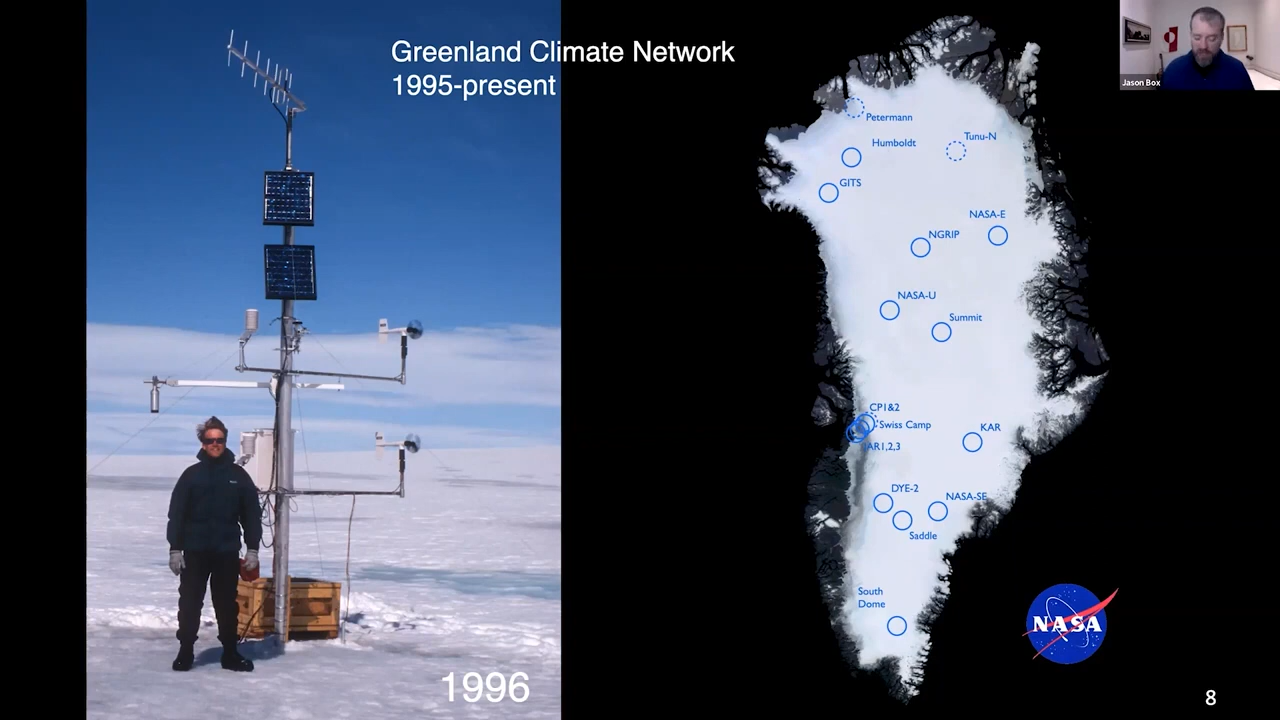 Greenland Climate Network
1995-present
Jason Box
Petermann
Humboldt
Tunu-N
GITS
NASA-E
NGRIP
NASA-U
Summit
CP1&2
Swiss Camp
JAR1,2,3
KAR
DYE-2
NASA-SE
Saddle
South
Dome
NASA
1996
8